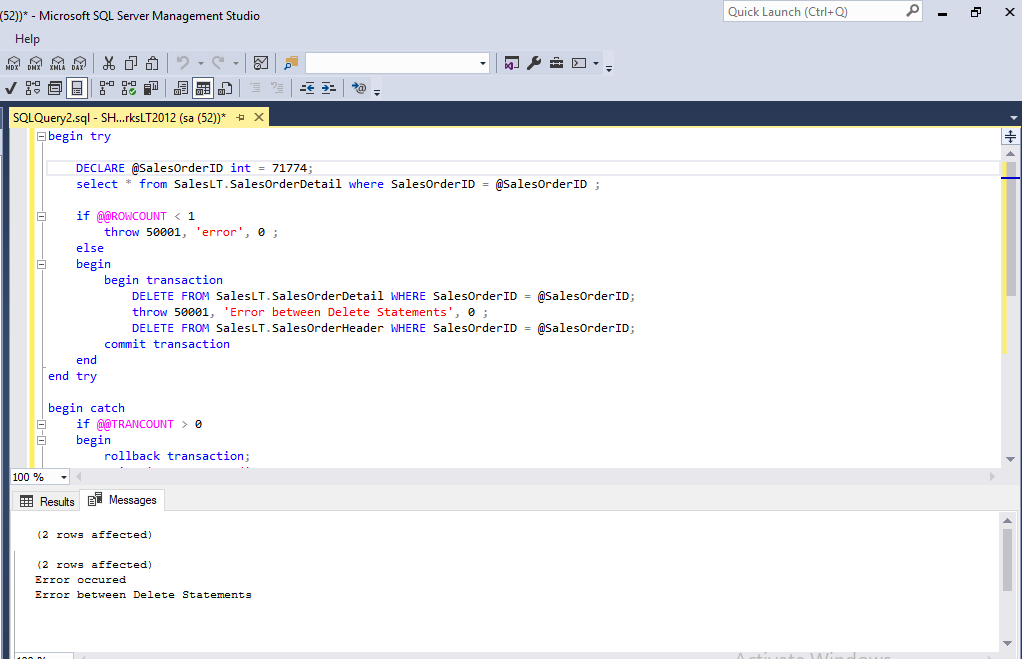 (52))* - Microsoft SQL Server Management Studio
Quick Launch (Ctrl+Q)
Help
MDX DMX XMLA DAX
SQLQuery2.sql - SH...rksLT2012 (sa (52))*
begin try
DECLARE @SalesOrderID int = 71774;
select * from SalesLT.SalesOrderDetail where SalesOrderID = @SalesOrderID ;
if @@ROWCOUNT < 1
throw 50001, 'error', 0 ;
else
begin
begin transaction
DELETE FROM SalesLT.SalesOrderDetail WHERE SalesOrderID = @SalesOrderID;
throw 50001, 'Error between Delete Statements', 0 ;
DELETE FROM SalesLT.SalesOrderHeader WHERE SalesOrderID = @SalesOrderID;
commit transaction
end
end try
begin catch
if @@TRANCOUNT > 0
begin
rollback transaction;
100 %
Results
Messages
(2 rows affected)
(2 rows affected)
Error occured
Error between Delete Statements
Activate Windows